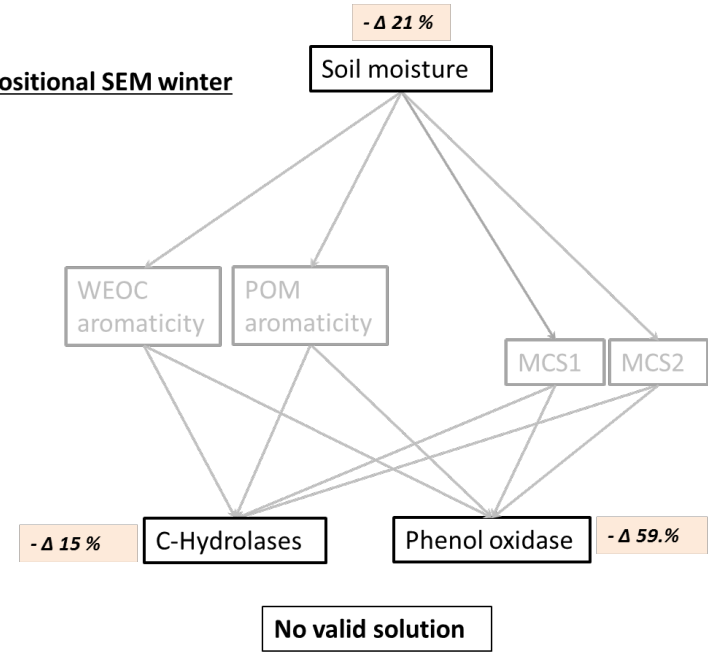 - Δ 21 %
Soil moisture
ositional SEM winter
WEOC
aromaticity
POM
aromaticity
MCS1
MCS2
- Δ 15 %
C-Hydrolases
Phenol oxidase
- Δ 59.%
No valid solution